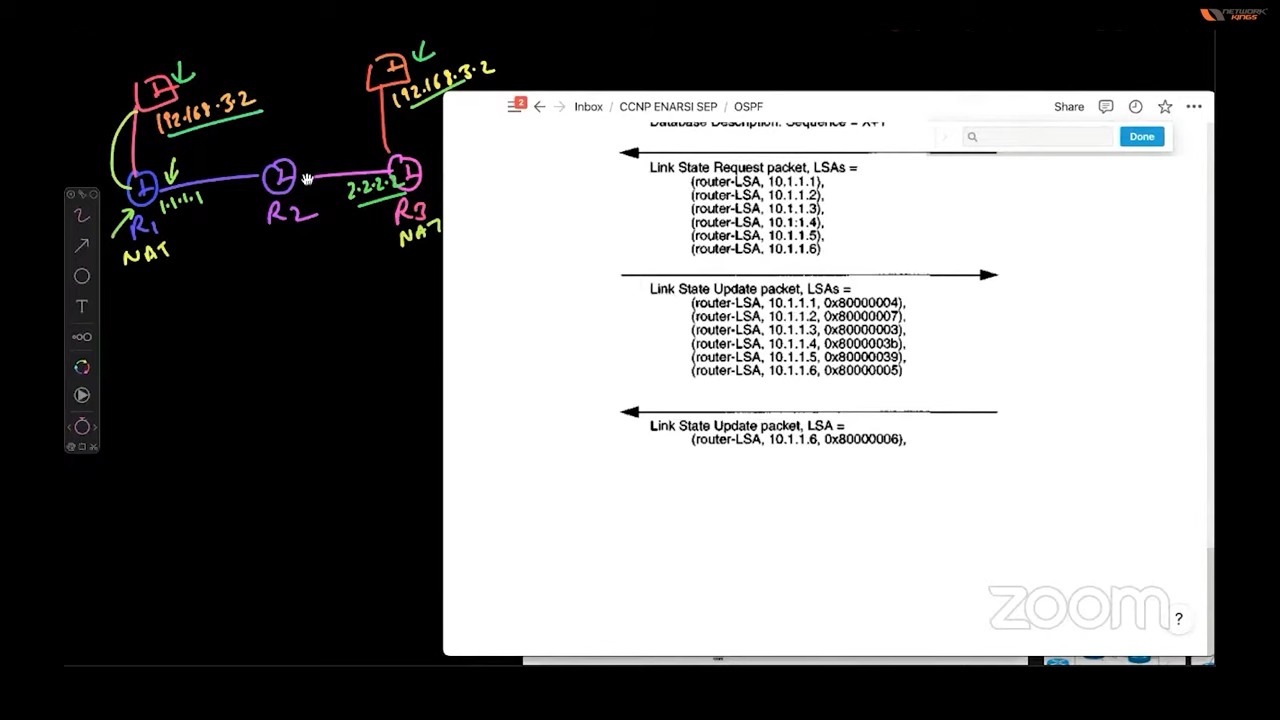 NETWORK
KINGS
192.168.3.2
192.168.3.2
1.1.1.1
2.2.2.2
R1
R2
R3
NAT
NAT
T
2
Inbox / CCNP ENARSI SEP / OSPF
Share
Done
Database Description: Sequence = X+1
Link State Request packet, LSAs =
(router-LSA, 10.1.1.1),
(router-LSA, 10.1.1.2),
(router-LSA, 10.1.1.3),
(router-LSA, 10.1:1.4),
(router-LSA, 10.1.1.5),
(router-LSA, 10.1.1.6)
Link State Update packet, LSAs =
(router-LSA, 10.1.1.1, 0x80000004),
(router-LSA, 10.1.1.2, 0x80000007),
(router-LSA, 10.1.1.3, 0x80000003),
(router-LSA, 10.1.1.4, 0x8000003b),
(router-LSA, 10.1.1.5, 0x80000039),
(router-LSA, 10.1.1.6, 0x80000005)
Link State Update packet, LSA =
(router-LSA, 10.1.1.6, 0x80000006),
zoom
?